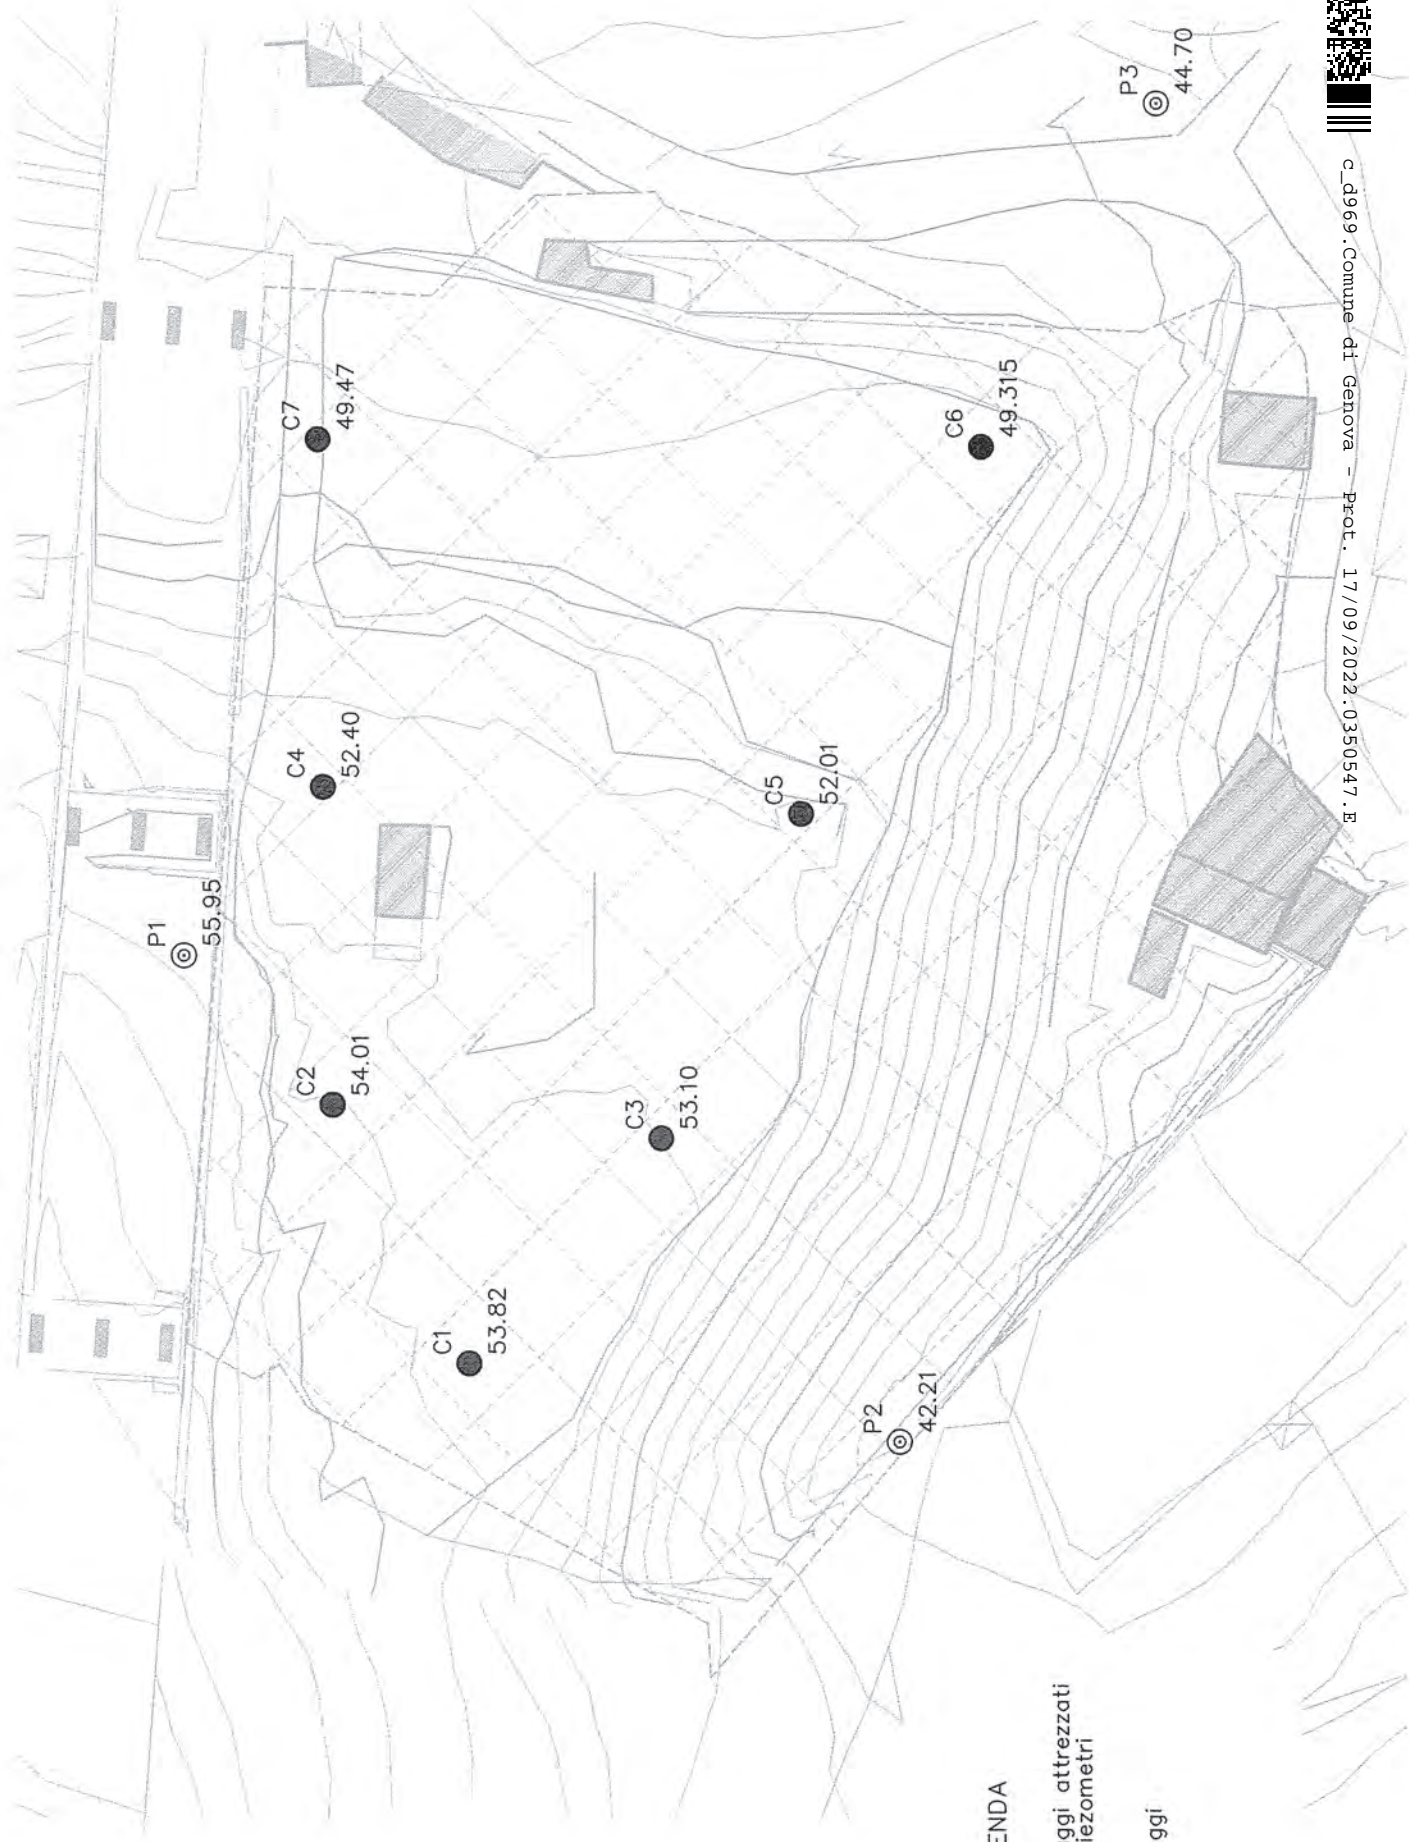 P3
44.70
C7
49.47
C6
49.315
C4
52.40
C5
52.01
P1
55.95
C2
54.01
C3
53.10
C1
53.82
P2
42.21
ENDA
ggi attrezzati
iezometri
ggi
c_d969.Comune di Genova - Prot. 17/09/2022.0350547.E